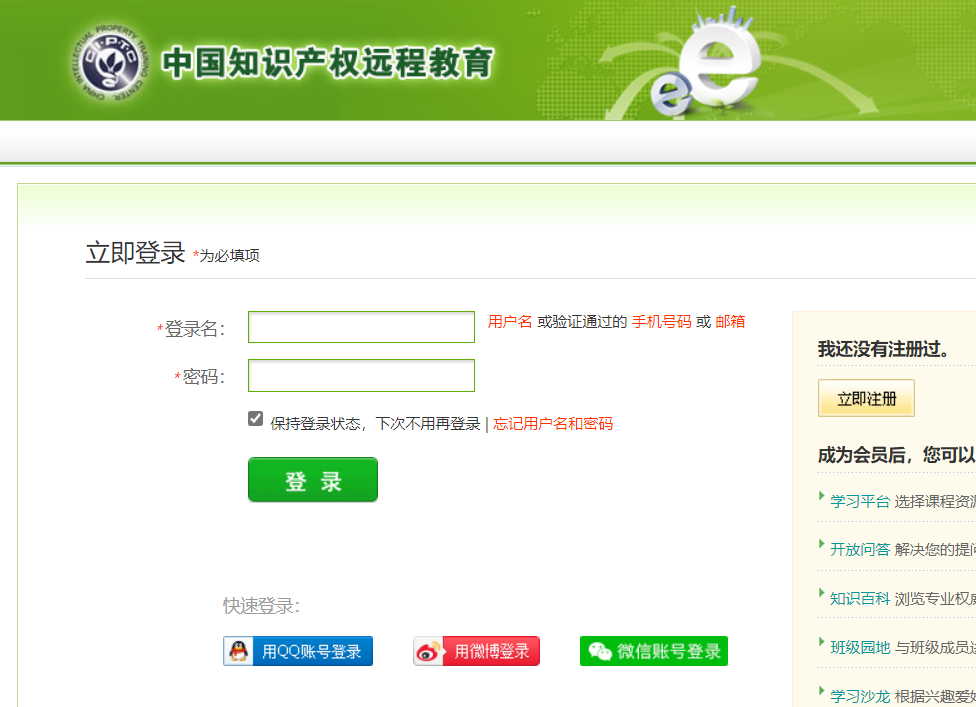 INTELLECTUAL PROPERTY TRAINING
CIPTC
CHINA CENTER
中国知识产权远程教育
立即登录 *为必填项
*登录名：
用户名 或验证通过的 手机号码 或 邮箱
*密码：
保持登录状态，下次不用再登录 | 忘记用户名和密码
登 录
快速登录：
用QQ账号登录
用微博登录
微信账号登录
我还没有注册过。
立即注册
成为会员后，您可以
学习平台 选择课程资
开放问答 解决您的提
知识百科 浏览专业权
班级园地 与班级成员
学习沙龙 根据兴趣爱